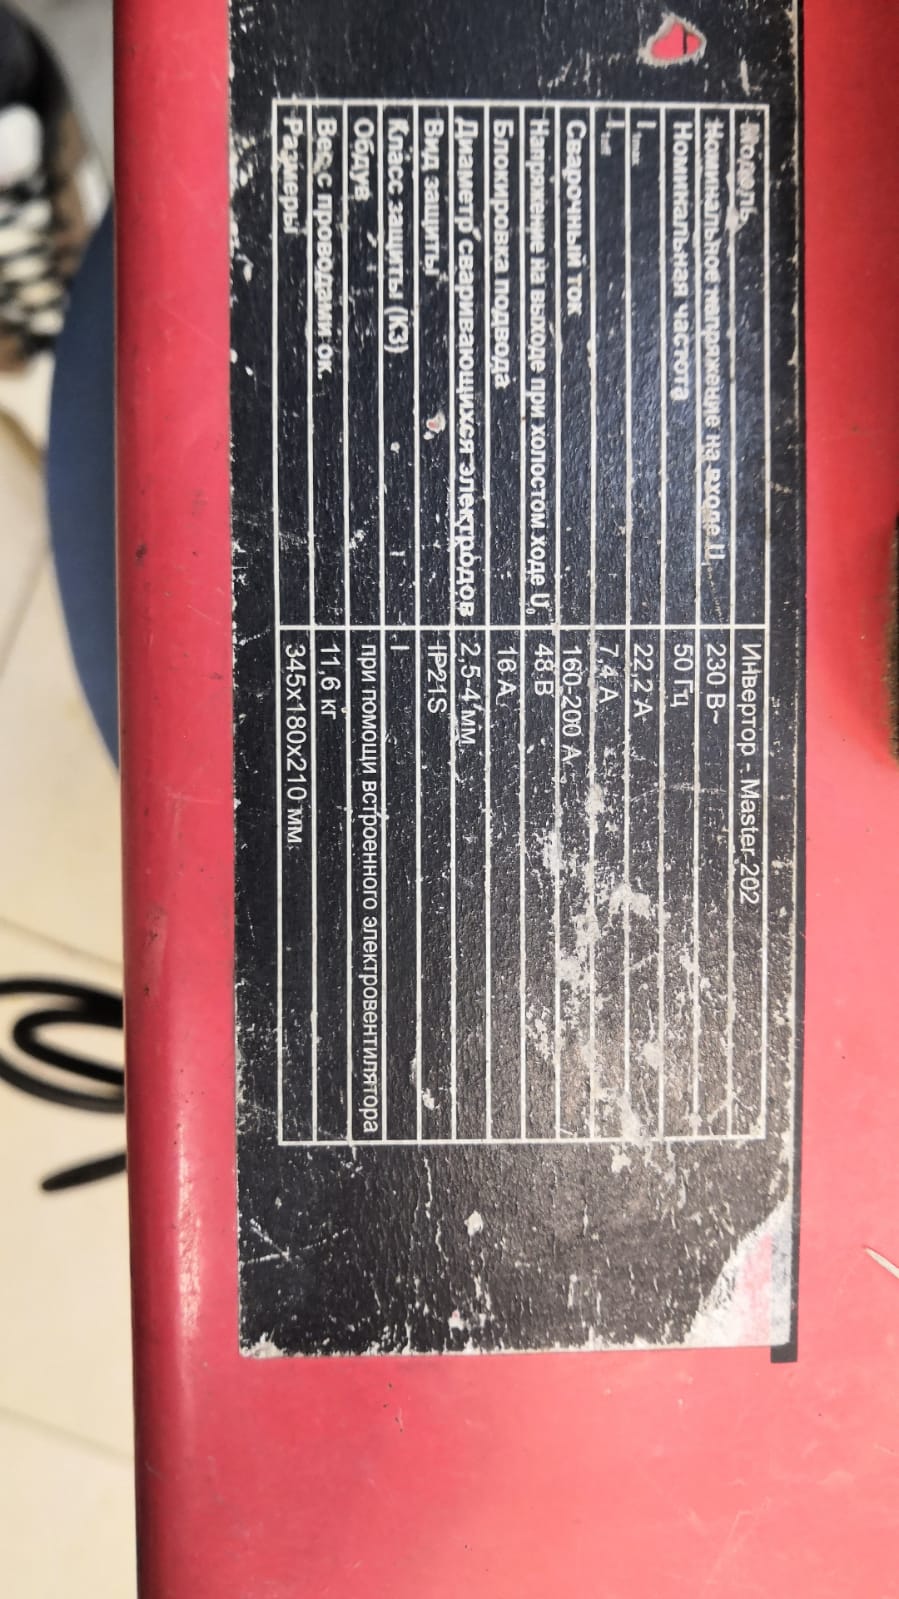 Модель ИНвертор - Master-202
Номинальное напряжение на входе U 230 В~
Номинальная частота 50 Гц
I max 22,2 А
I 7,4 А
Сварочный ток 160-200 А
Напряжение на выходе при холостом ходе U₀ 48 В
Блокировка подвода 16 А
Диаметр сваривающихся электродов 2,5-4 мм
Вид защиты IP21S
Класс защиты (КЗ) I
Обдув при помощи встроенного электровентилятора
Вес с проводами ок. 11,6 кг
Размеры 345х180х210 мм